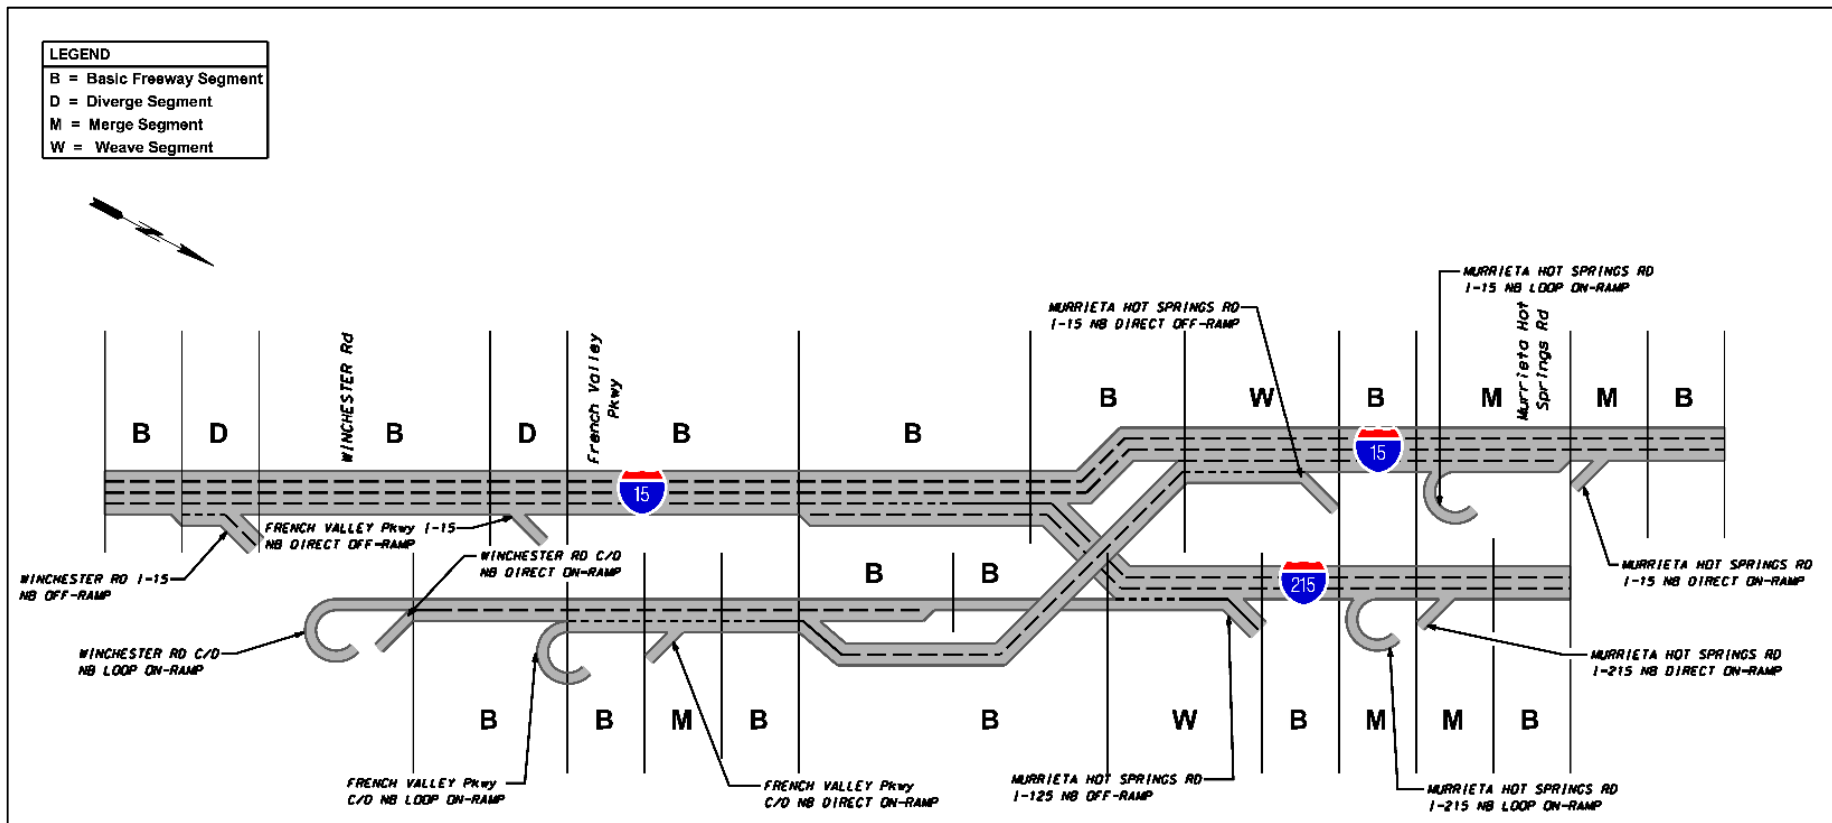 LEGEND
B = Basic Freeway Segment
D = Diverge Segment
M = Merge Segment
W = Weave Segment
MURRIETA HOT SPRINGS RD
I-15 NB LOOP ON-RAMP
MURRIETA HOT SPRINGS RD
I-15 NB DIRECT OFF-RAMP
WINCHESTER Rd
French Valley
Pkwy
Murrieta Hot
Springs Rd
B D B D B B B W B M M B
15
15
FRENCH VALLEY Pkwy I-15
NB DIRECT OFF-RAMP
WINCHESTER RD C/D
NB DIRECT ON-RAMP
WINCHESTER RD I-15
NB OFF-RAMP
B B
215
MURRIETA HOT SPRINGS RD
I-15 NB DIRECT ON-RAMP
WINCHESTER RD C/D
NB LOOP ON-RAMP
MURRIETA HOT SPRINGS RD
I-215 NB DIRECT ON-RAMP
B B M B B W B M M B
FRENCH VALLEY Pkwy
C/D NB LOOP ON-RAMP
FRENCH VALLEY Pkwy
C/D NB DIRECT ON-RAMP
MURRIETA HOT SPRINGS RD
I-125 NB OFF-RAMP
MURRIETA HOT SPRINGS RD
I-215 NB LOOP ON-RAMP